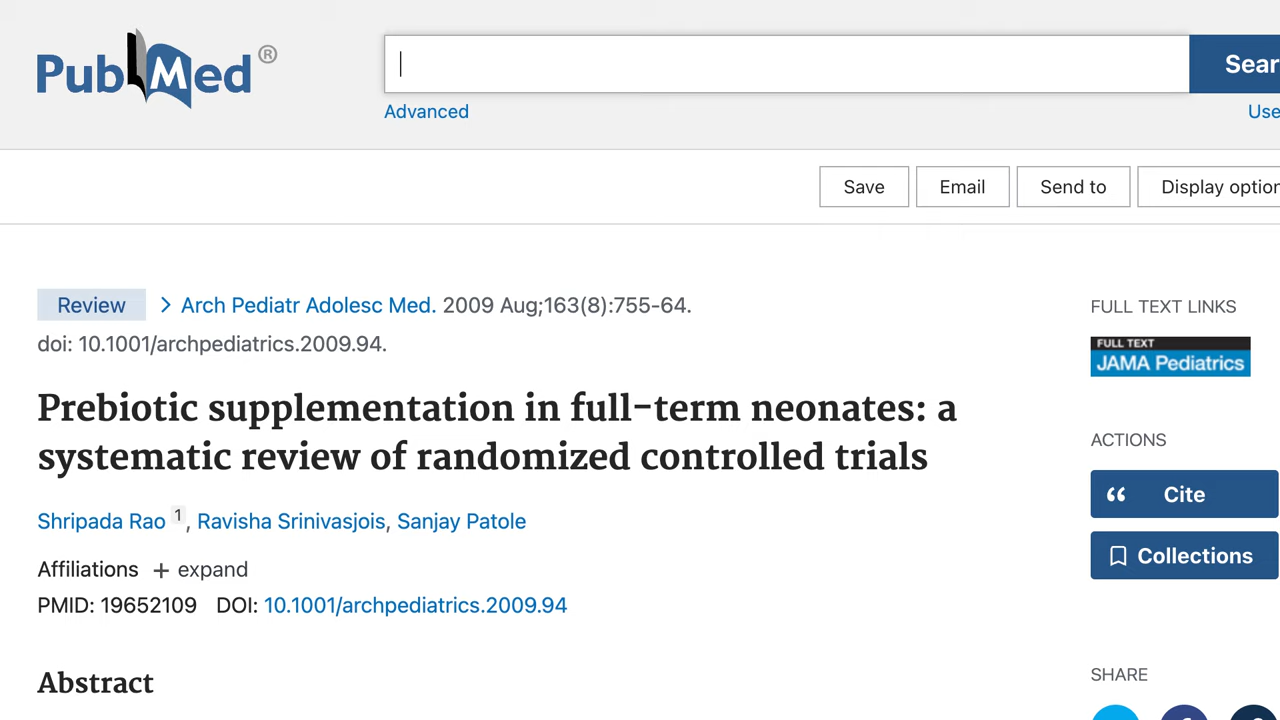 PubMed®
Sear
Advanced
Use
Save
Email
Send to
Display option
Review
Arch Pediatr Adolesc Med. 2009 Aug;163(8):755-64.
doi: 10.1001/archpediatrics.2009.94.
Prebiotic supplementation in full-term neonates: a
systematic review of randomized controlled trials
Shripada Rao 1, Ravisha Srinivasjois, Sanjay Patole
Affiliations + expand
PMID: 19652109 DOI: 10.1001/archpediatrics.2009.94
Abstract
FULL TEXT LINKS
FULL TEXT
JAMA Pediatrics
ACTIONS
Cite
Collections
SHARE